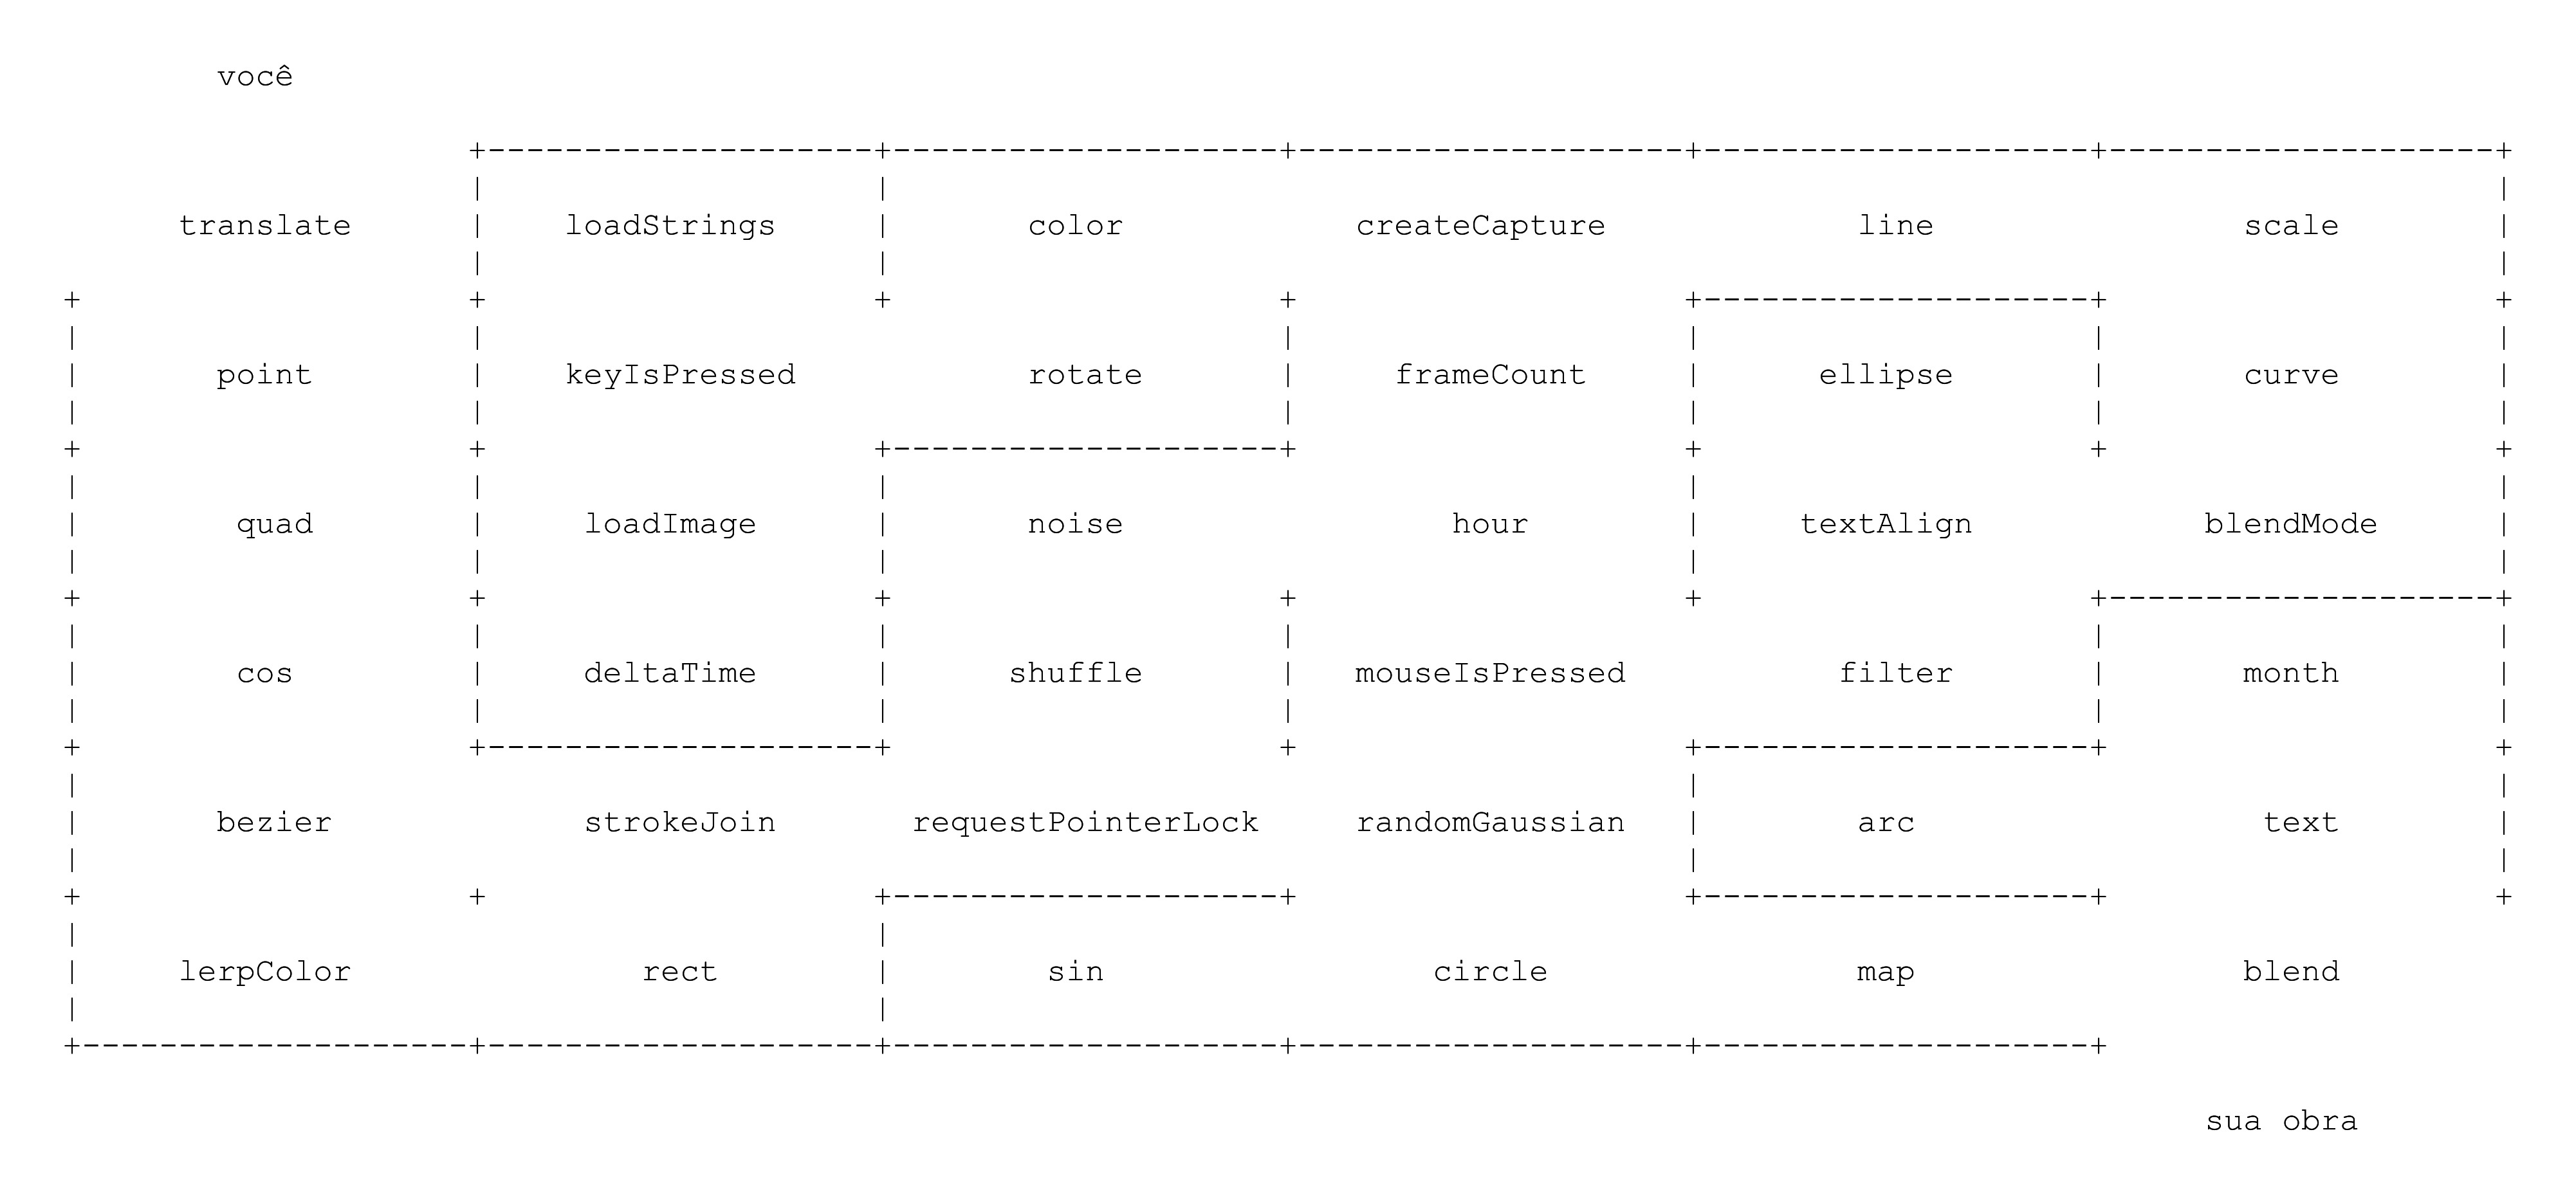 você
translate loadStrings color createCapture line scale
point keyIsPressed rotate frameCount ellipse curve
quad loadImage noise hour textAlign blendMode
cos deltaTime shuffle mouseIsPressed filter month
bezier strokeJoin requestPointerLock randomGaussian arc text
lerpColor rect sin circle map blend
sua obra